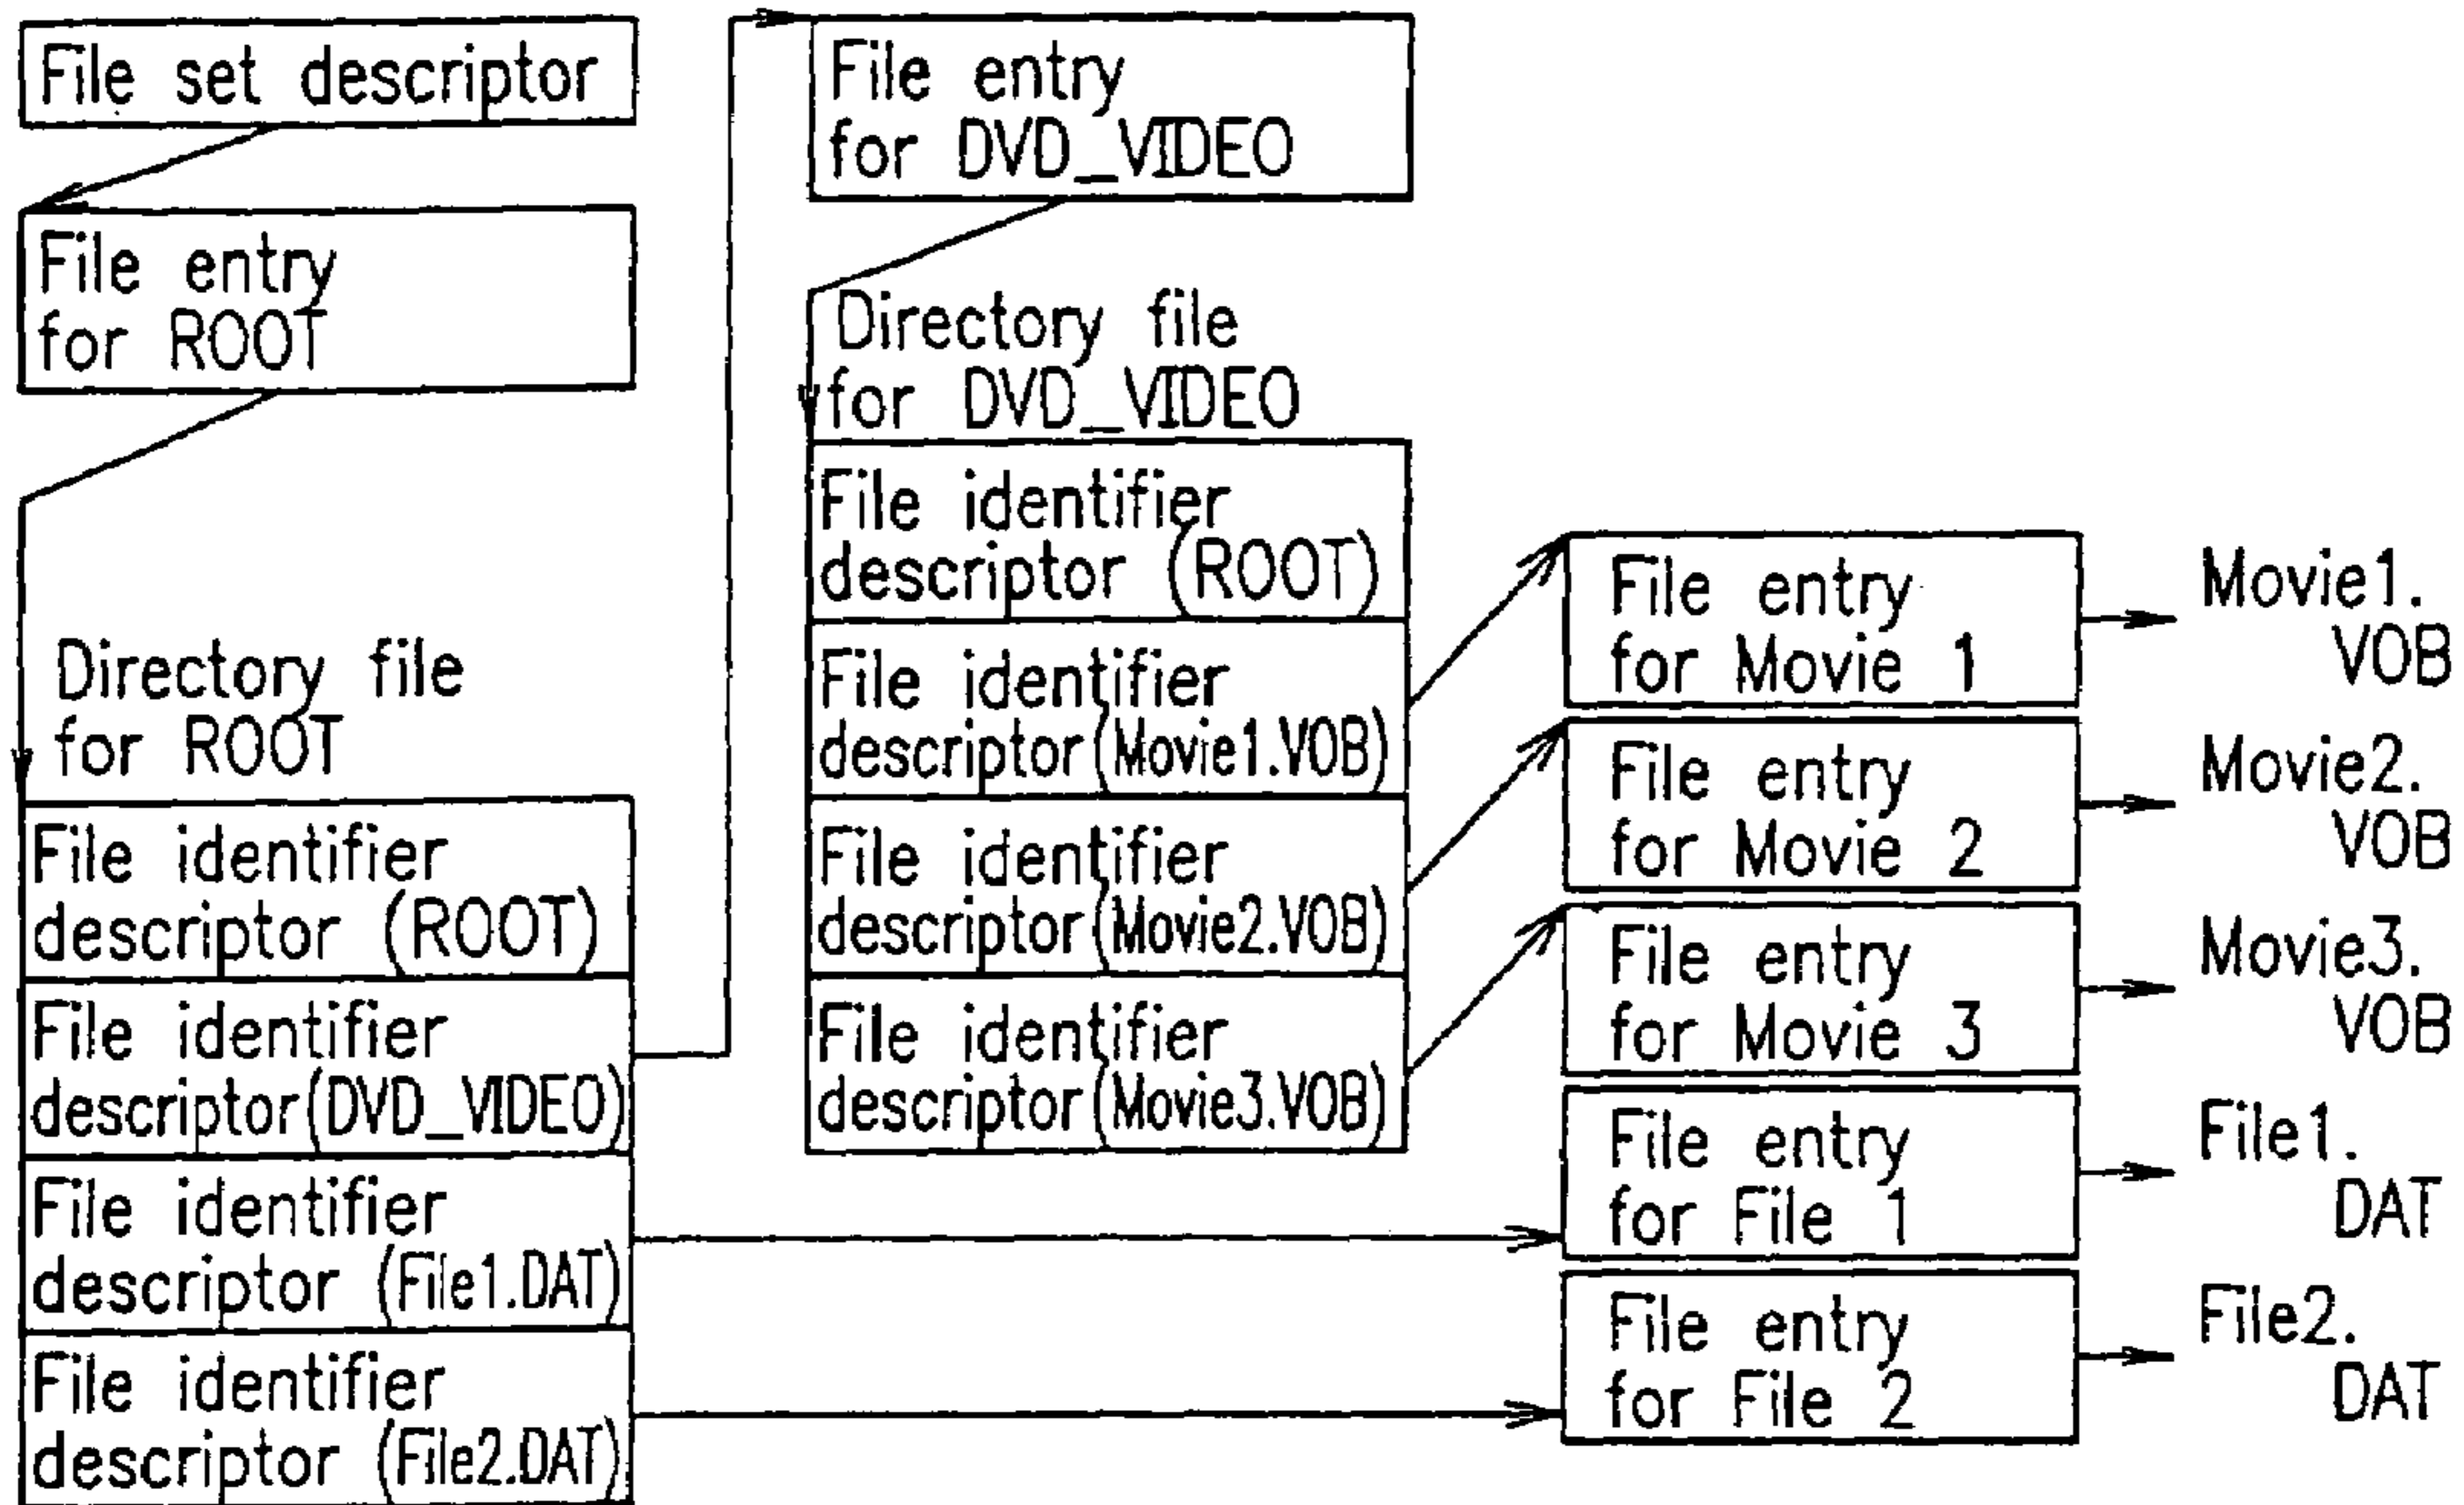 File set descriptor
File entry
for ROOT
Directory file
for ROOT
File identifier
descriptor (ROOT)
File identifier
descriptor(DVD_VIDEO)
File identifier
descriptor (File1.DAT)
File identifier
descriptor (File2.DAT)
File entry
for DVD_VIDEO
Directory file
for DVD_VIDEO
File identifier
descriptor (ROOT)
File identifier
descriptor(Movie1.VOB)
File identifier
descriptor(Movie2.VOB)
File identifier
descriptor(Movie3.VOB)
File entry
for Movie 1
Movie1.
VOB
File entry
for Movie 2
Movie2.
VOB
File entry
for Movie 3
Movie3.
VOB
File entry
for File 1
File1.
DAT
File entry
for File 2
File2.
DAT